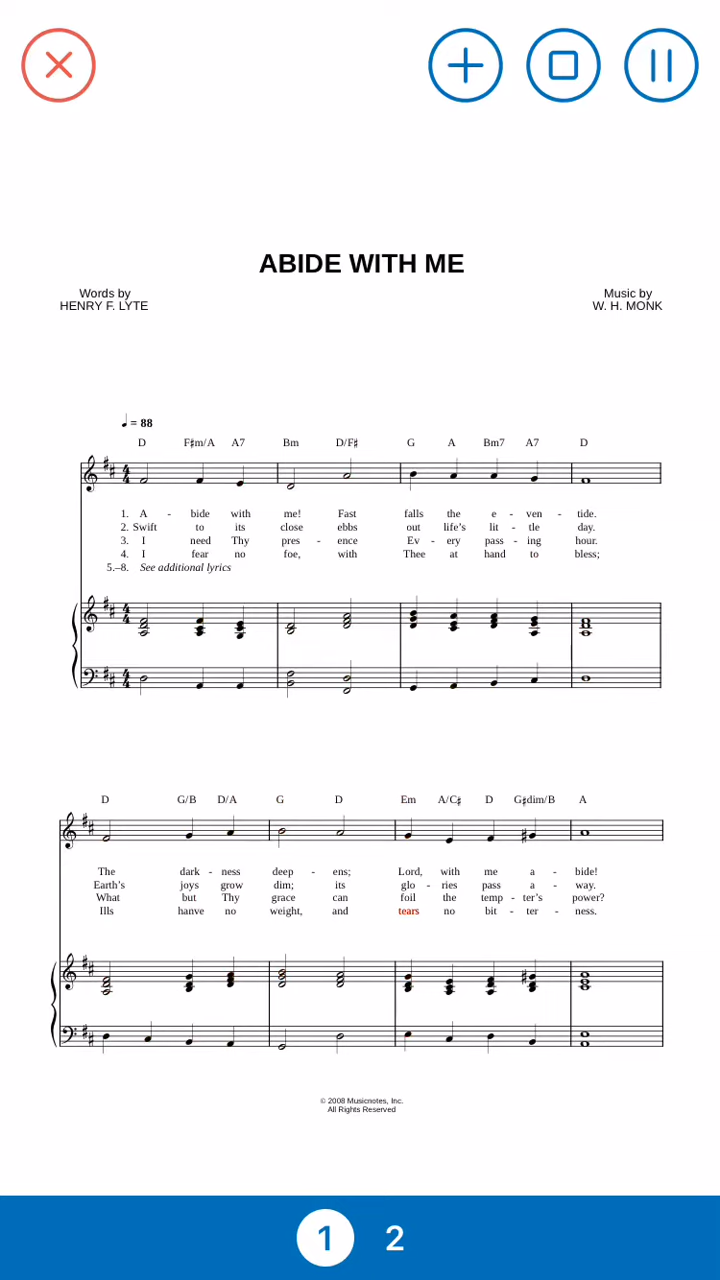 ABIDE WITH ME
Words by
HENRY F. LYTE
Music by
W. H. MONK
= 88
D F♯m/A A7 Bm D/F♯ G A Bm7 A7 D
1. A - bide with me! Fast falls the e - ven - tide.
2. Swift to its close ebbs out life's lit - tle day.
3. I need Thy pres - ence Ev - ery pass - ing hour.
4. I fear no foe, with Thee at hand to bless;
5.–8. See additional lyrics
D G/B D/A G D Em A/C♯ D G♯dim/B A
The dark - ness deep - ens; Lord, with me a - bide!
Earth's joys grow dim; its glo - ries pass a - way.
What but Thy grace can foil the temp - ter's power?
Ills hanve no weight, and tears no bit - ter - ness.
© 2008 Musicnotes, Inc.
All Rights Reserved
1 2